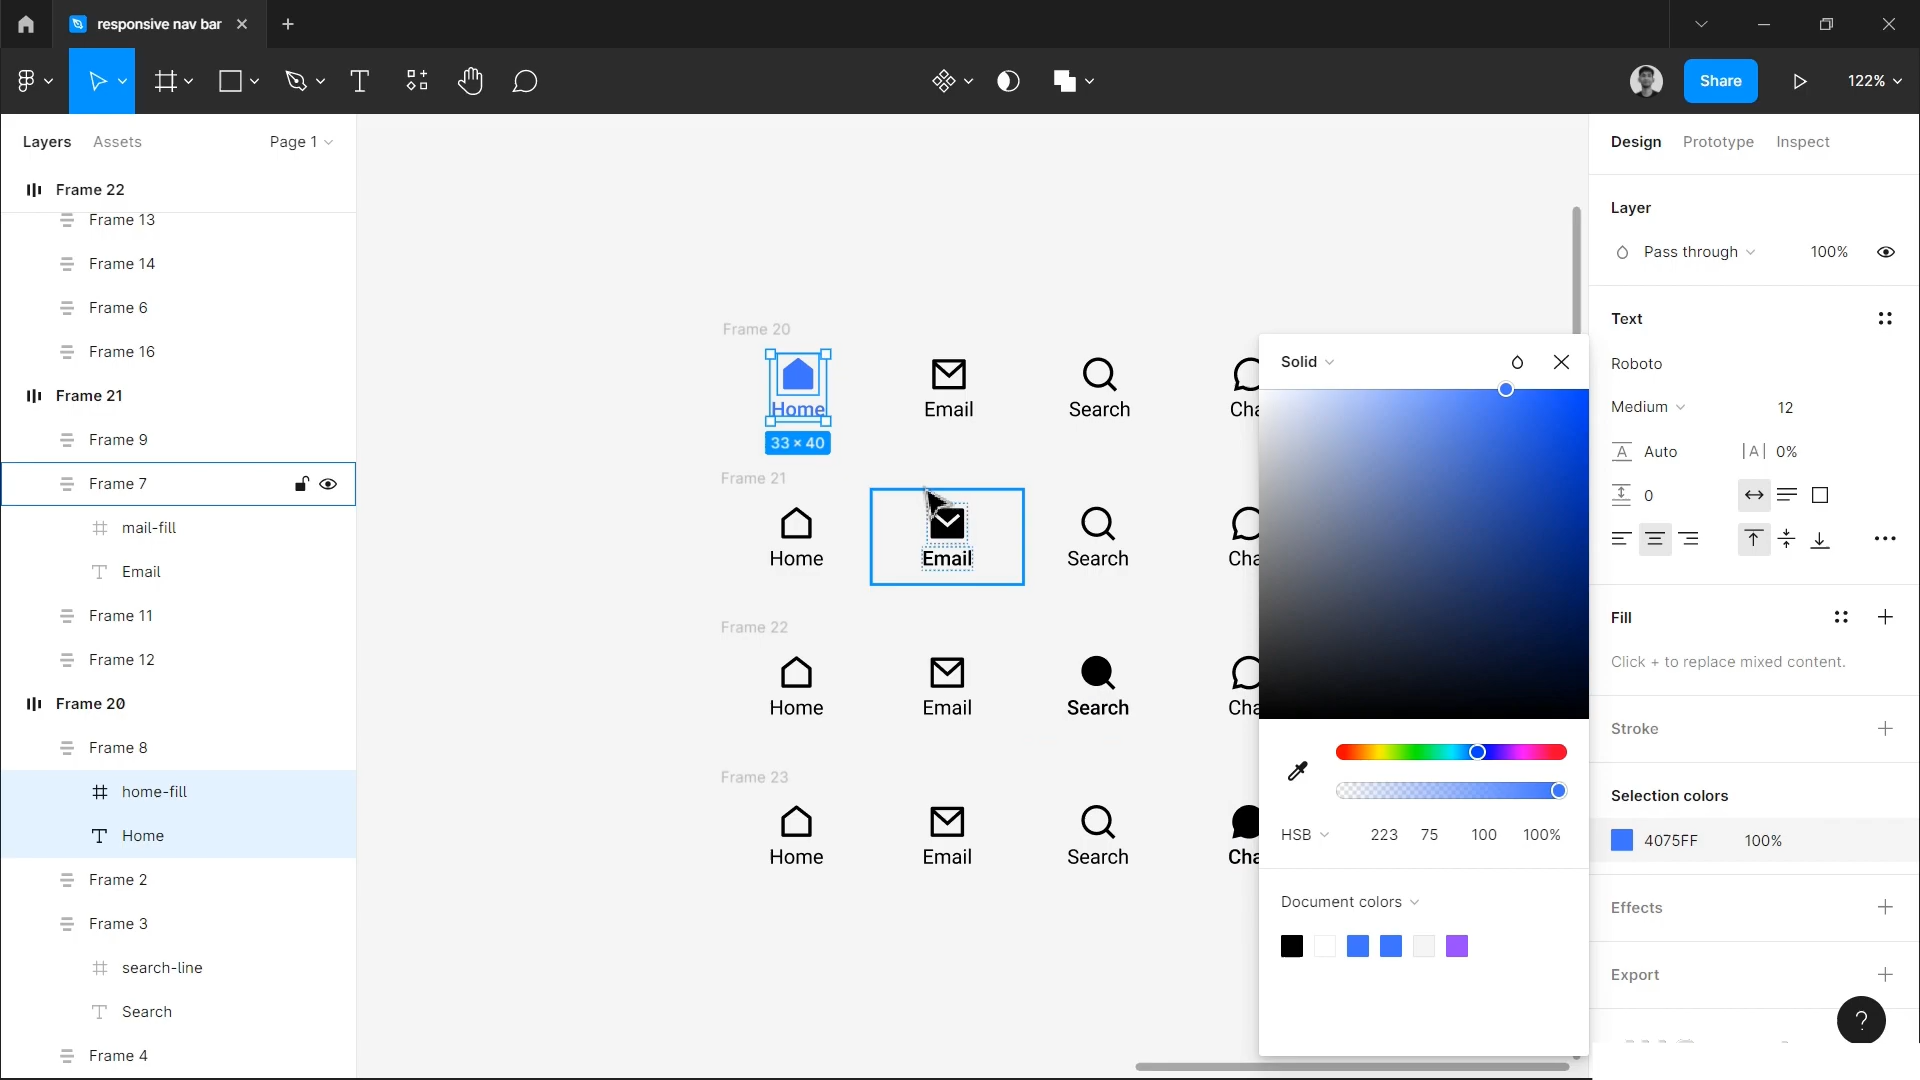 responsive nav bar
Share
122%
Layers
Assets
Page 1
Frame 22
Frame 13
Frame 14
Frame 6
Frame 16
Frame 21
Frame 9
Frame 7
mail-fill
Email
Frame 11
Frame 12
Frame 20
Frame 8
home-fill
Home
Frame 2
Frame 3
search-line
Search
Frame 4
Frame 20
Home
Email
Search
Cha
33 × 40
Frame 21
Home
Email
Search
Cha
Frame 22
Home
Email
Search
Cha
Frame 23
Home
Email
Search
Cha
Solid
HSB
223
75
100
100%
Document colors
Design
Prototype
Inspect
Layer
Pass through
100%
Text
Roboto
Medium
12
Auto
0%
0
Fill
Click + to replace mixed content.
Stroke
Selection colors
4075FF
100%
Effects
Export
?